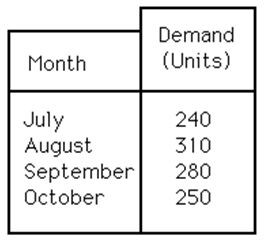 Month Demand
(Units)
July 240
August 310
September 280
October 250